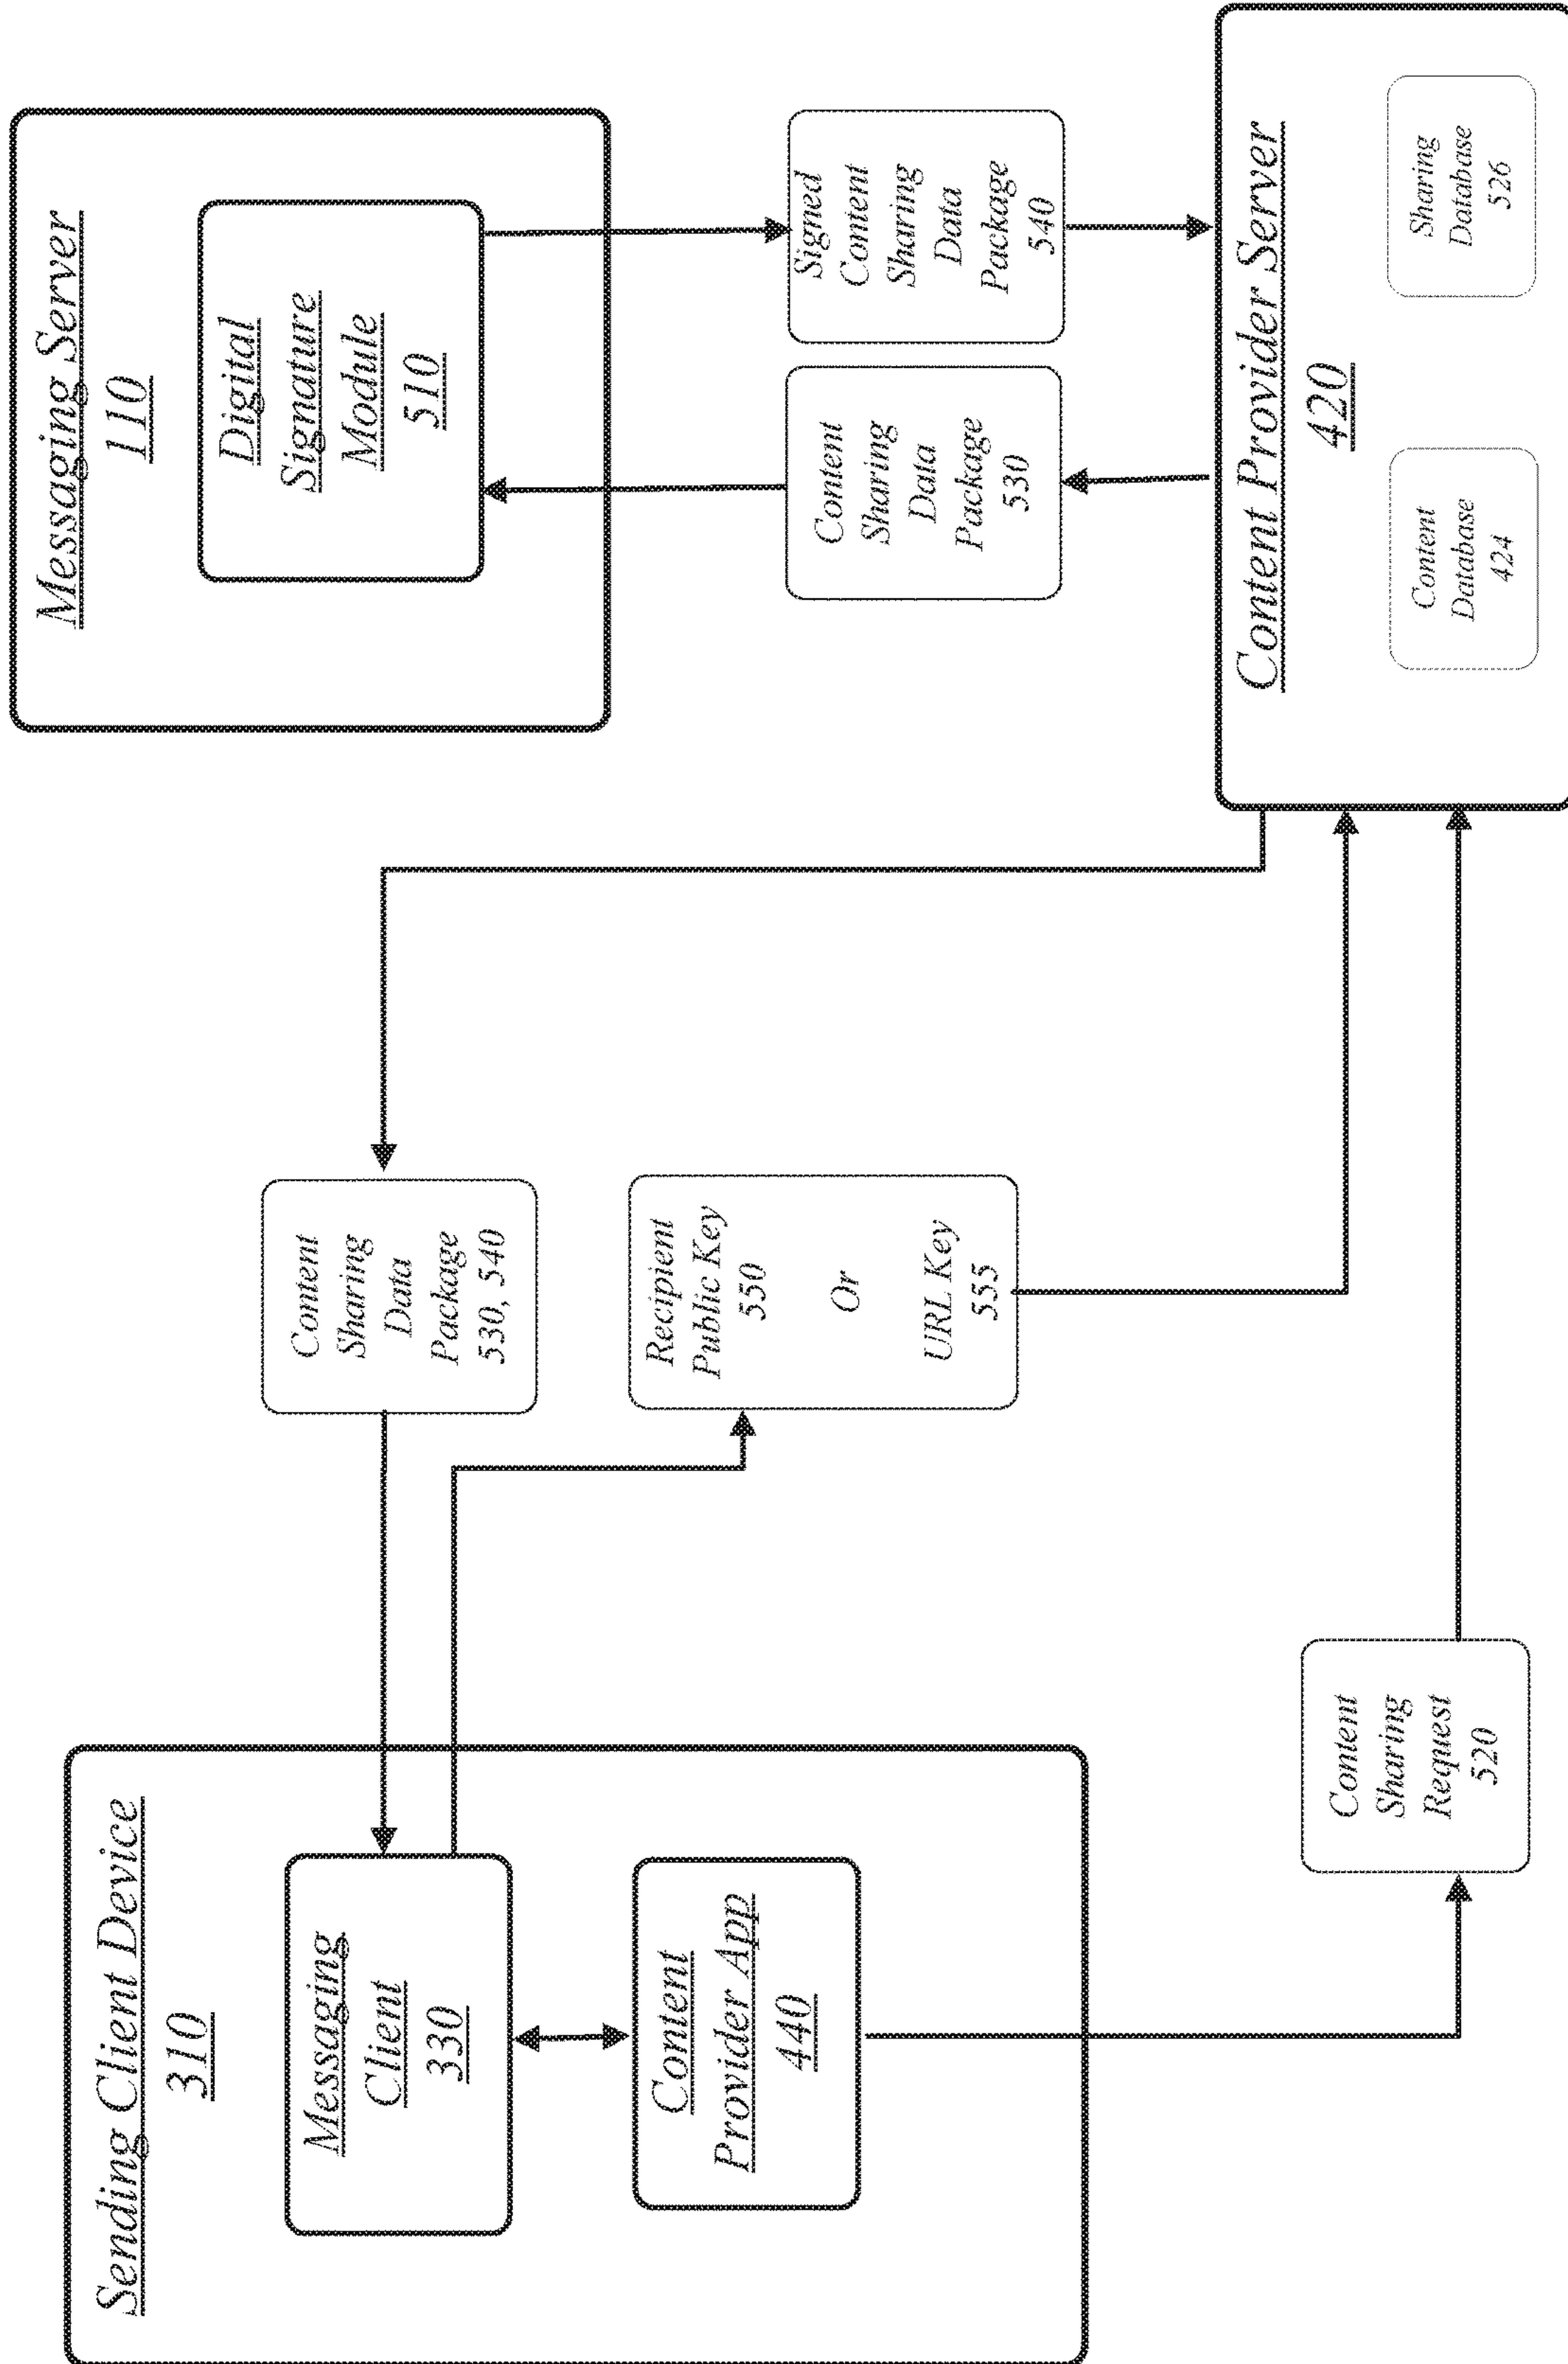 Sending Client Device
310
Messaging
Client
330
Content
Provider App
440
Content
Sharing
Request
520
Content
Sharing
Data
Package
530, 540
Recipient
Public Key
550
Or
URL Key
555
Messaging Server
110
Digital
Signature
Module
510
Content
Sharing
Data
Package
530
Signed
Content
Sharing
Data
Package
540
Content Provider Server
420
Content
Database
424
Sharing
Database
526